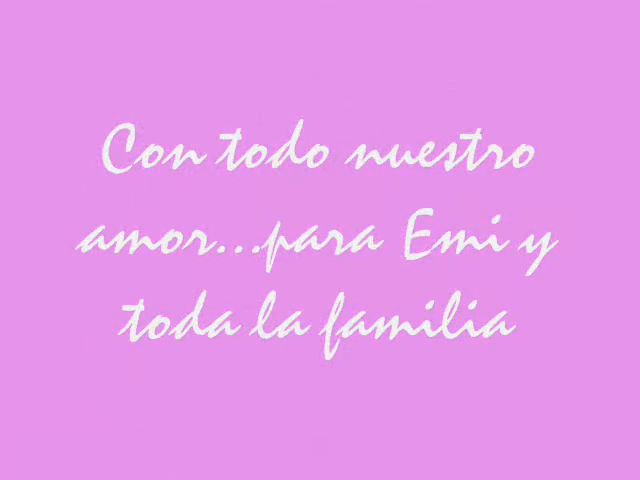 Con todo nuestro
amor...para Emi y
toda la familia